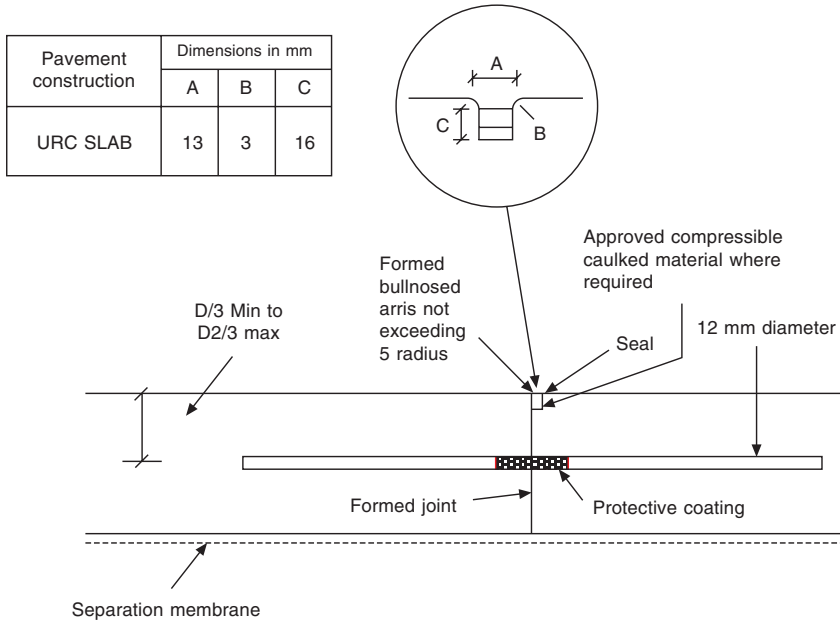 Pavement
construction
Dimensions in mm
A
B
C
URC SLAB
13
3
16
A
C
B
Approved compressible
caulked material where
required
Formed
bullnosed
arris not
exceeding
5 radius
D/3 Min to
D2/3 max
12 mm diameter
Seal
Formed joint
Protective coating
Separation membrane